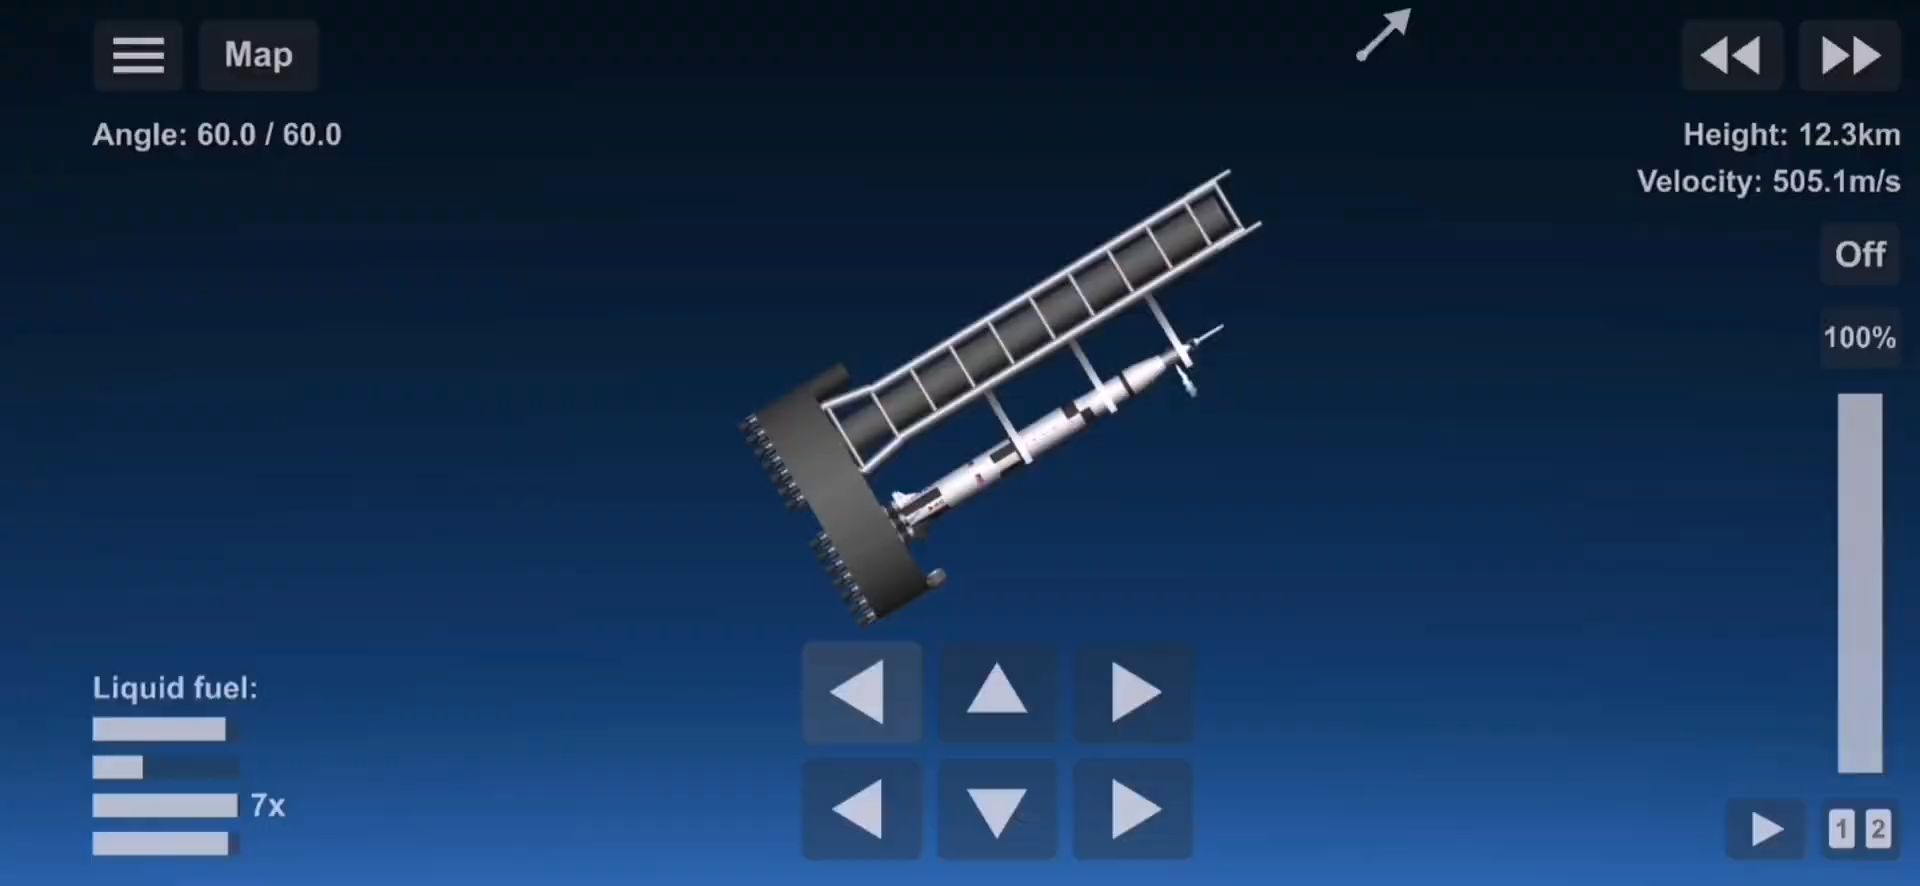 Map
Angle: 60.0 / 60.0
Height: 12.3km
Velocity: 505.1m/s
Off
100%
Liquid fuel:
7x
1 2